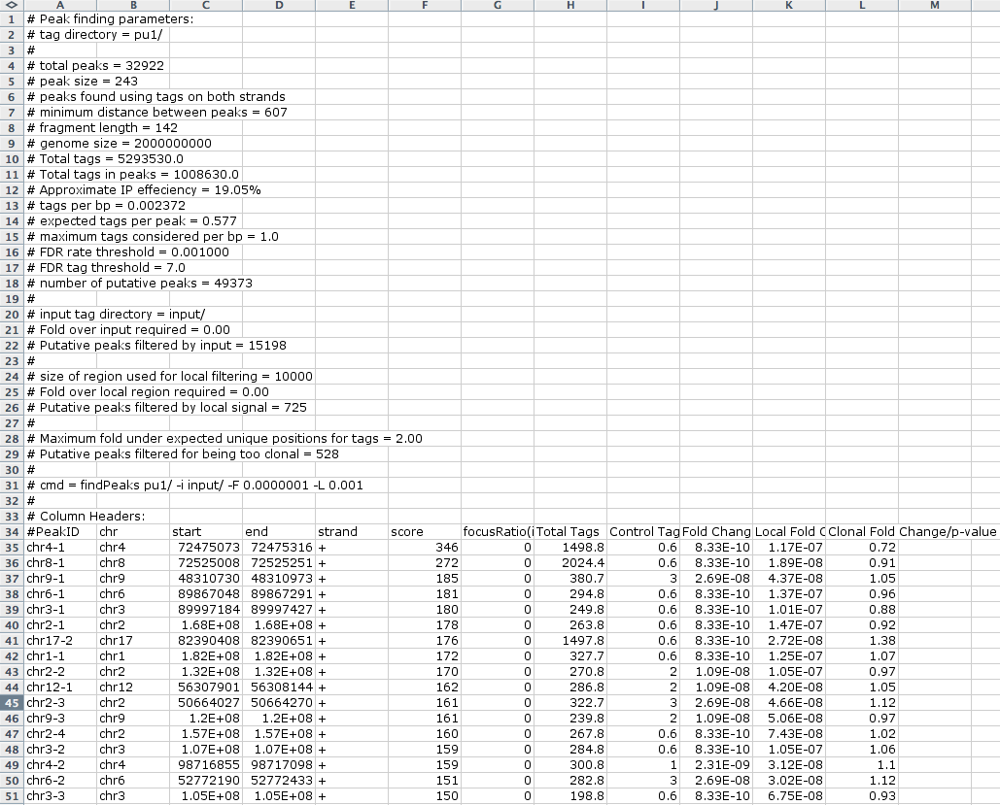 A B C D E F G H I J K L M
1 # Peak finding parameters:
2 # tag directory = pu1/
3 #
4 # total peaks = 32922
5 # peak size = 243
6 # peaks found using tags on both strands
7 # minimum distance between peaks = 607
8 # fragment length = 142
9 # genome size = 2000000000
10 # Total tags = 5293530.0
11 # Total tags in peaks = 1008630.0
12 # Approximate IP effeciency = 19.05%
13 # tags per bp = 0.002372
14 # expected tags per peak = 0.577
15 # maximum tags considered per bp = 1.0
16 # FDR rate threshold = 0.001000
17 # FDR tag threshold = 7.0
18 # number of putative peaks = 49373
19 #
20 # input tag directory = input/
21 # Fold over input required = 0.00
22 # Putative peaks filtered by input = 15198
23 #
24 # size of region used for local filtering = 10000
25 # Fold over local region required = 0.00
26 # Putative peaks filtered by local signal = 725
27 #
28 # Maximum fold under expected unique positions for tags = 2.00
29 # Putative peaks filtered for being too clonal = 528
30 #
31 # cmd = findPeaks pu1/ -i input/ -F 0.0000001 -L 0.001
32 #
33 # Column Headers:
34 #PeakID chr start end strand score focusRatio(i Total Tags Control Tag Fold Chang Local Fold C Clonal Fold Change/p-value
35 chr4-1 chr4 72475073 72475316 + 346 0 1498.8 0.6 8.33E-10 1.17E-07 0.72
36 chr8-1 chr8 72525008 72525251 + 272 0 2024.4 0.6 8.33E-10 1.89E-08 0.91
37 chr9-1 chr9 48310730 48310973 + 185 0 380.7 3 2.69E-08 4.37E-08 1.05
38 chr6-1 chr6 89867048 89867291 + 181 0 294.8 0.6 8.33E-10 1.37E-07 0.96
39 chr3-1 chr3 89997184 89997427 + 180 0 249.8 0.6 8.33E-10 1.01E-07 0.88
40 chr2-1 chr2 1.68E+08 1.68E+08 + 178 0 263.8 0.6 8.33E-10 1.47E-07 0.92
41 chr17-2 chr17 82390408 82390651 + 176 0 1497.8 0.6 8.33E-10 2.72E-08 1.38
42 chr1-1 chr1 1.82E+08 1.82E+08 + 172 0 327.7 0.6 8.33E-10 1.25E-07 1.07
43 chr2-2 chr2 1.32E+08 1.32E+08 + 170 0 270.8 2 1.09E-08 1.05E-07 0.97
44 chr12-1 chr12 56307901 56308144 + 162 0 286.8 2 1.09E-08 4.20E-08 1.05
45 chr2-3 chr2 50664027 50664270 + 161 0 322.7 3 2.69E-08 4.66E-08 1.12
46 chr9-3 chr9 1.2E+08 1.2E+08 + 161 0 239.8 2 1.09E-08 5.06E-08 0.97
47 chr2-4 chr2 1.57E+08 1.57E+08 + 160 0 267.8 0.6 8.33E-10 7.43E-08 1.02
48 chr3-2 chr3 1.07E+08 1.07E+08 + 159 0 284.8 0.6 8.33E-10 1.05E-07 1.06
49 chr4-2 chr4 98716855 98717098 + 159 0 300.8 1 2.31E-09 3.12E-08 1.1
50 chr6-2 chr6 52772190 52772433 + 151 0 282.8 3 2.69E-08 3.02E-08 1.12
51 chr3-3 chr3 1.05E+08 1.05E+08 + 150 0 198.8 0.6 8.33E-10 6.75E-08 0.93